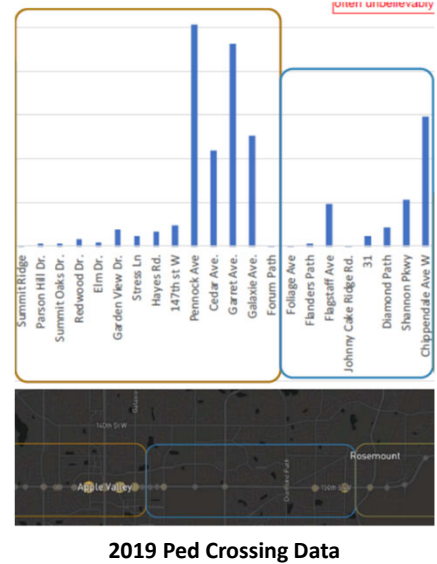 often unbelievably
Summit Ridge
Parson Hill Dr.
Summit Oaks Dr.
Redwood Dr.
Elm Dr.
Garden View Dr.
Stress Ln
Hayes Rd.
147th st W
Pennock Ave
Cedar Ave.
Garret Ave.
Galaxie Ave.
Forum Path
Foliage Ave
Flanders Path
Flagstaff Ave
Johnny Cake Ridge Rd.
31
Diamond Path
Shannon Pkwy
Chippendale Ave W
140th St W
Galaxie
Diamond Path
Rosemount
Apple Valley
2019 Ped Crossing Data